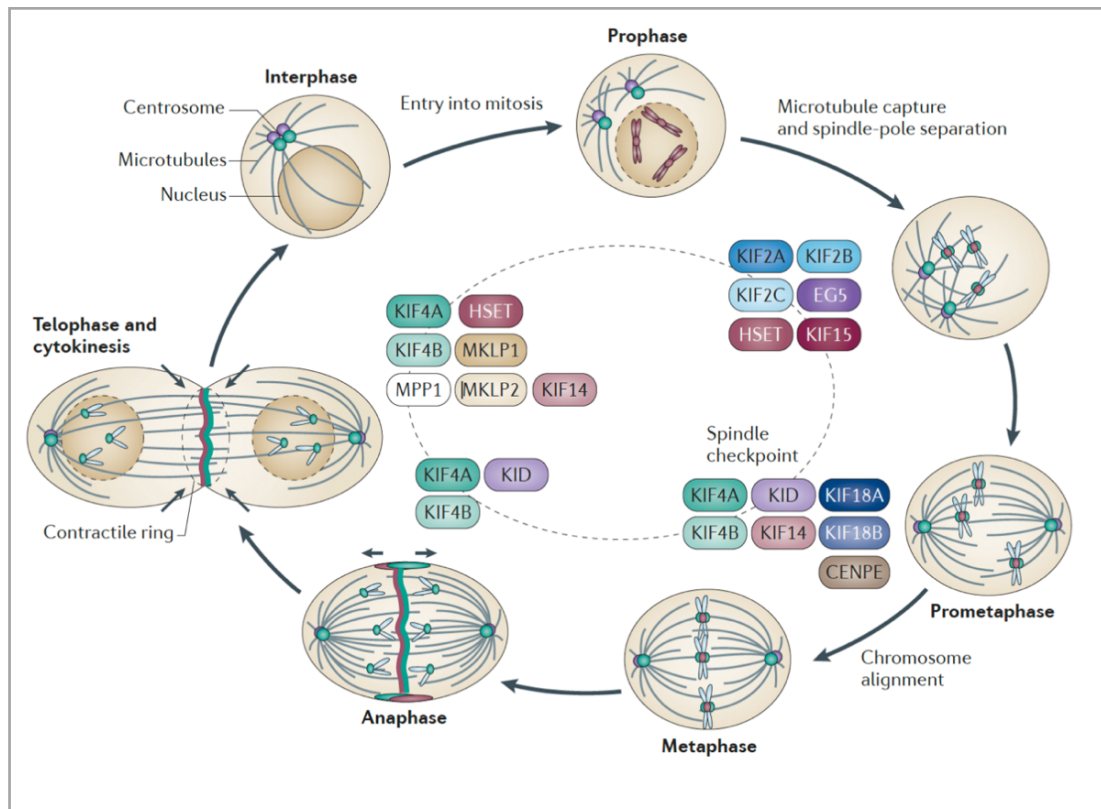 Prophase
Interphase
Centrosome
Entry into mitosis
Microtubule capture
and spindle-pole separation
Microtubules
Nucleus
KIF2A KIF2B
KIF2C EG5
HSET KIF15
KIF4A HSET
KIF4B MKLP1
MPP1 MKLP2 KIF14
Telophase and
cytokinesis
Spindle
checkpoint
KIF4A KID
KIF4B
KIF4A KID KIF18A
KIF4B KIF14 KIF18B
CENPE
Contractile ring
Prometaphase
Chromosome
alignment
Anaphase
Metaphase